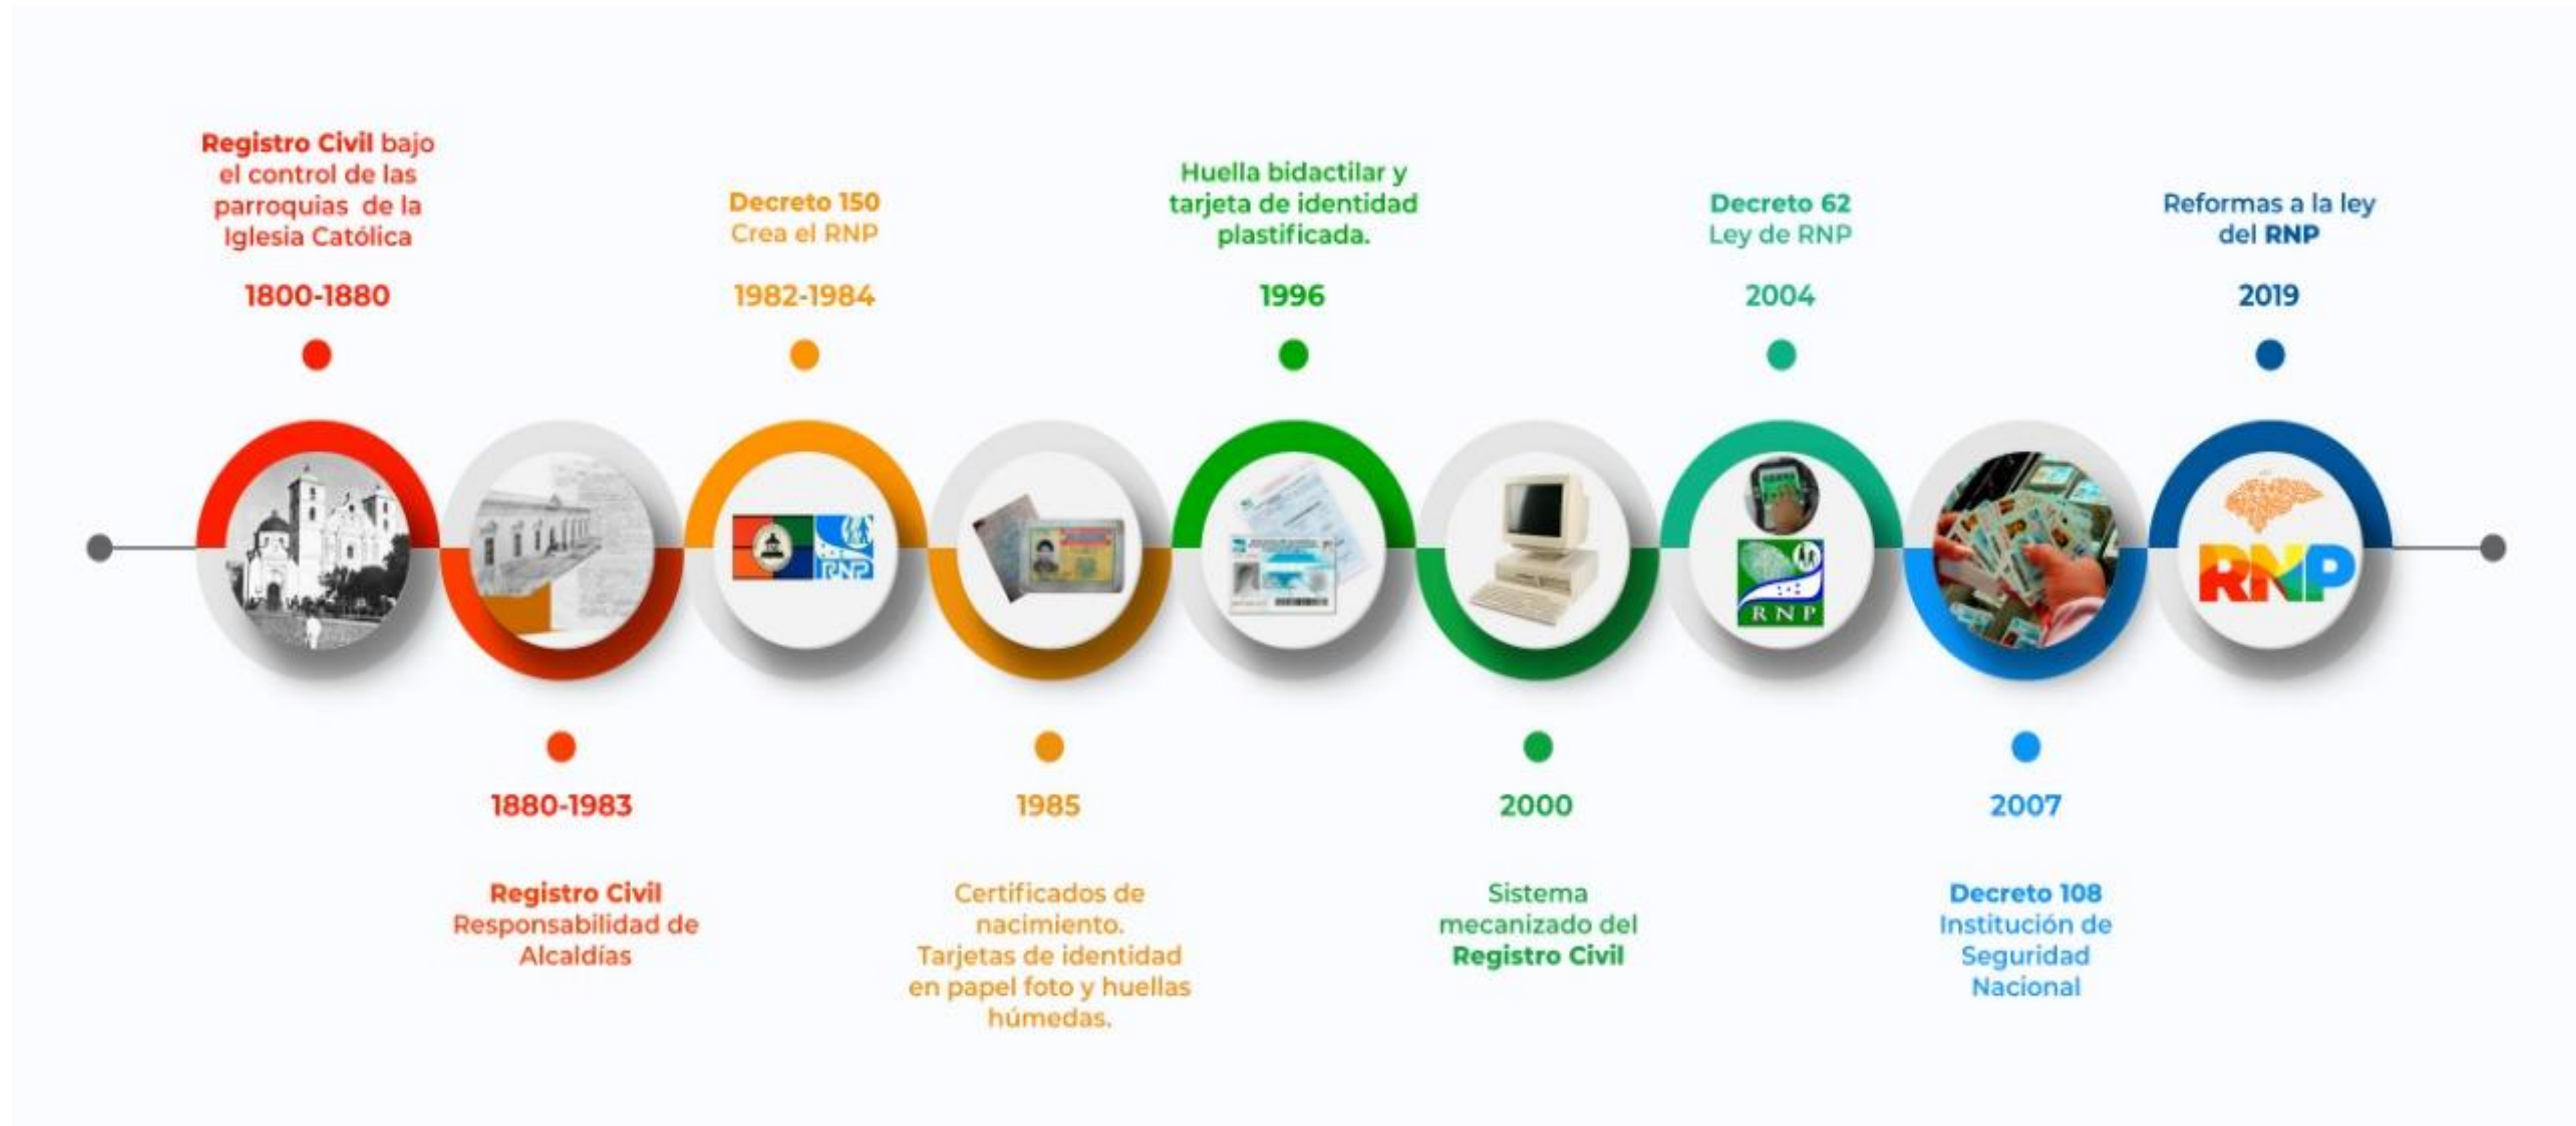 Registro Civil bajo
el control de las
parroquias de la
Iglesia Católica
1800-1880
1880-1983
Registro Civil
Responsabilidad de
Alcaldías
Decreto 150
Crea el RNP
1982-1984
RNP
1985
Certificados de
nacimiento.
Tarjetas de identidad
en papel foto y huellas
húmedas.
Huella bidactilar y
tarjeta de identidad
plastificada.
1996
2000
Sistema
mecanizado del
Registro Civil
Decreto 62
Ley de RNP
2004
RNP
2007
Decreto 108
Institución de
Seguridad
Nacional
Reformas a la ley
del RNP
2019
RNP